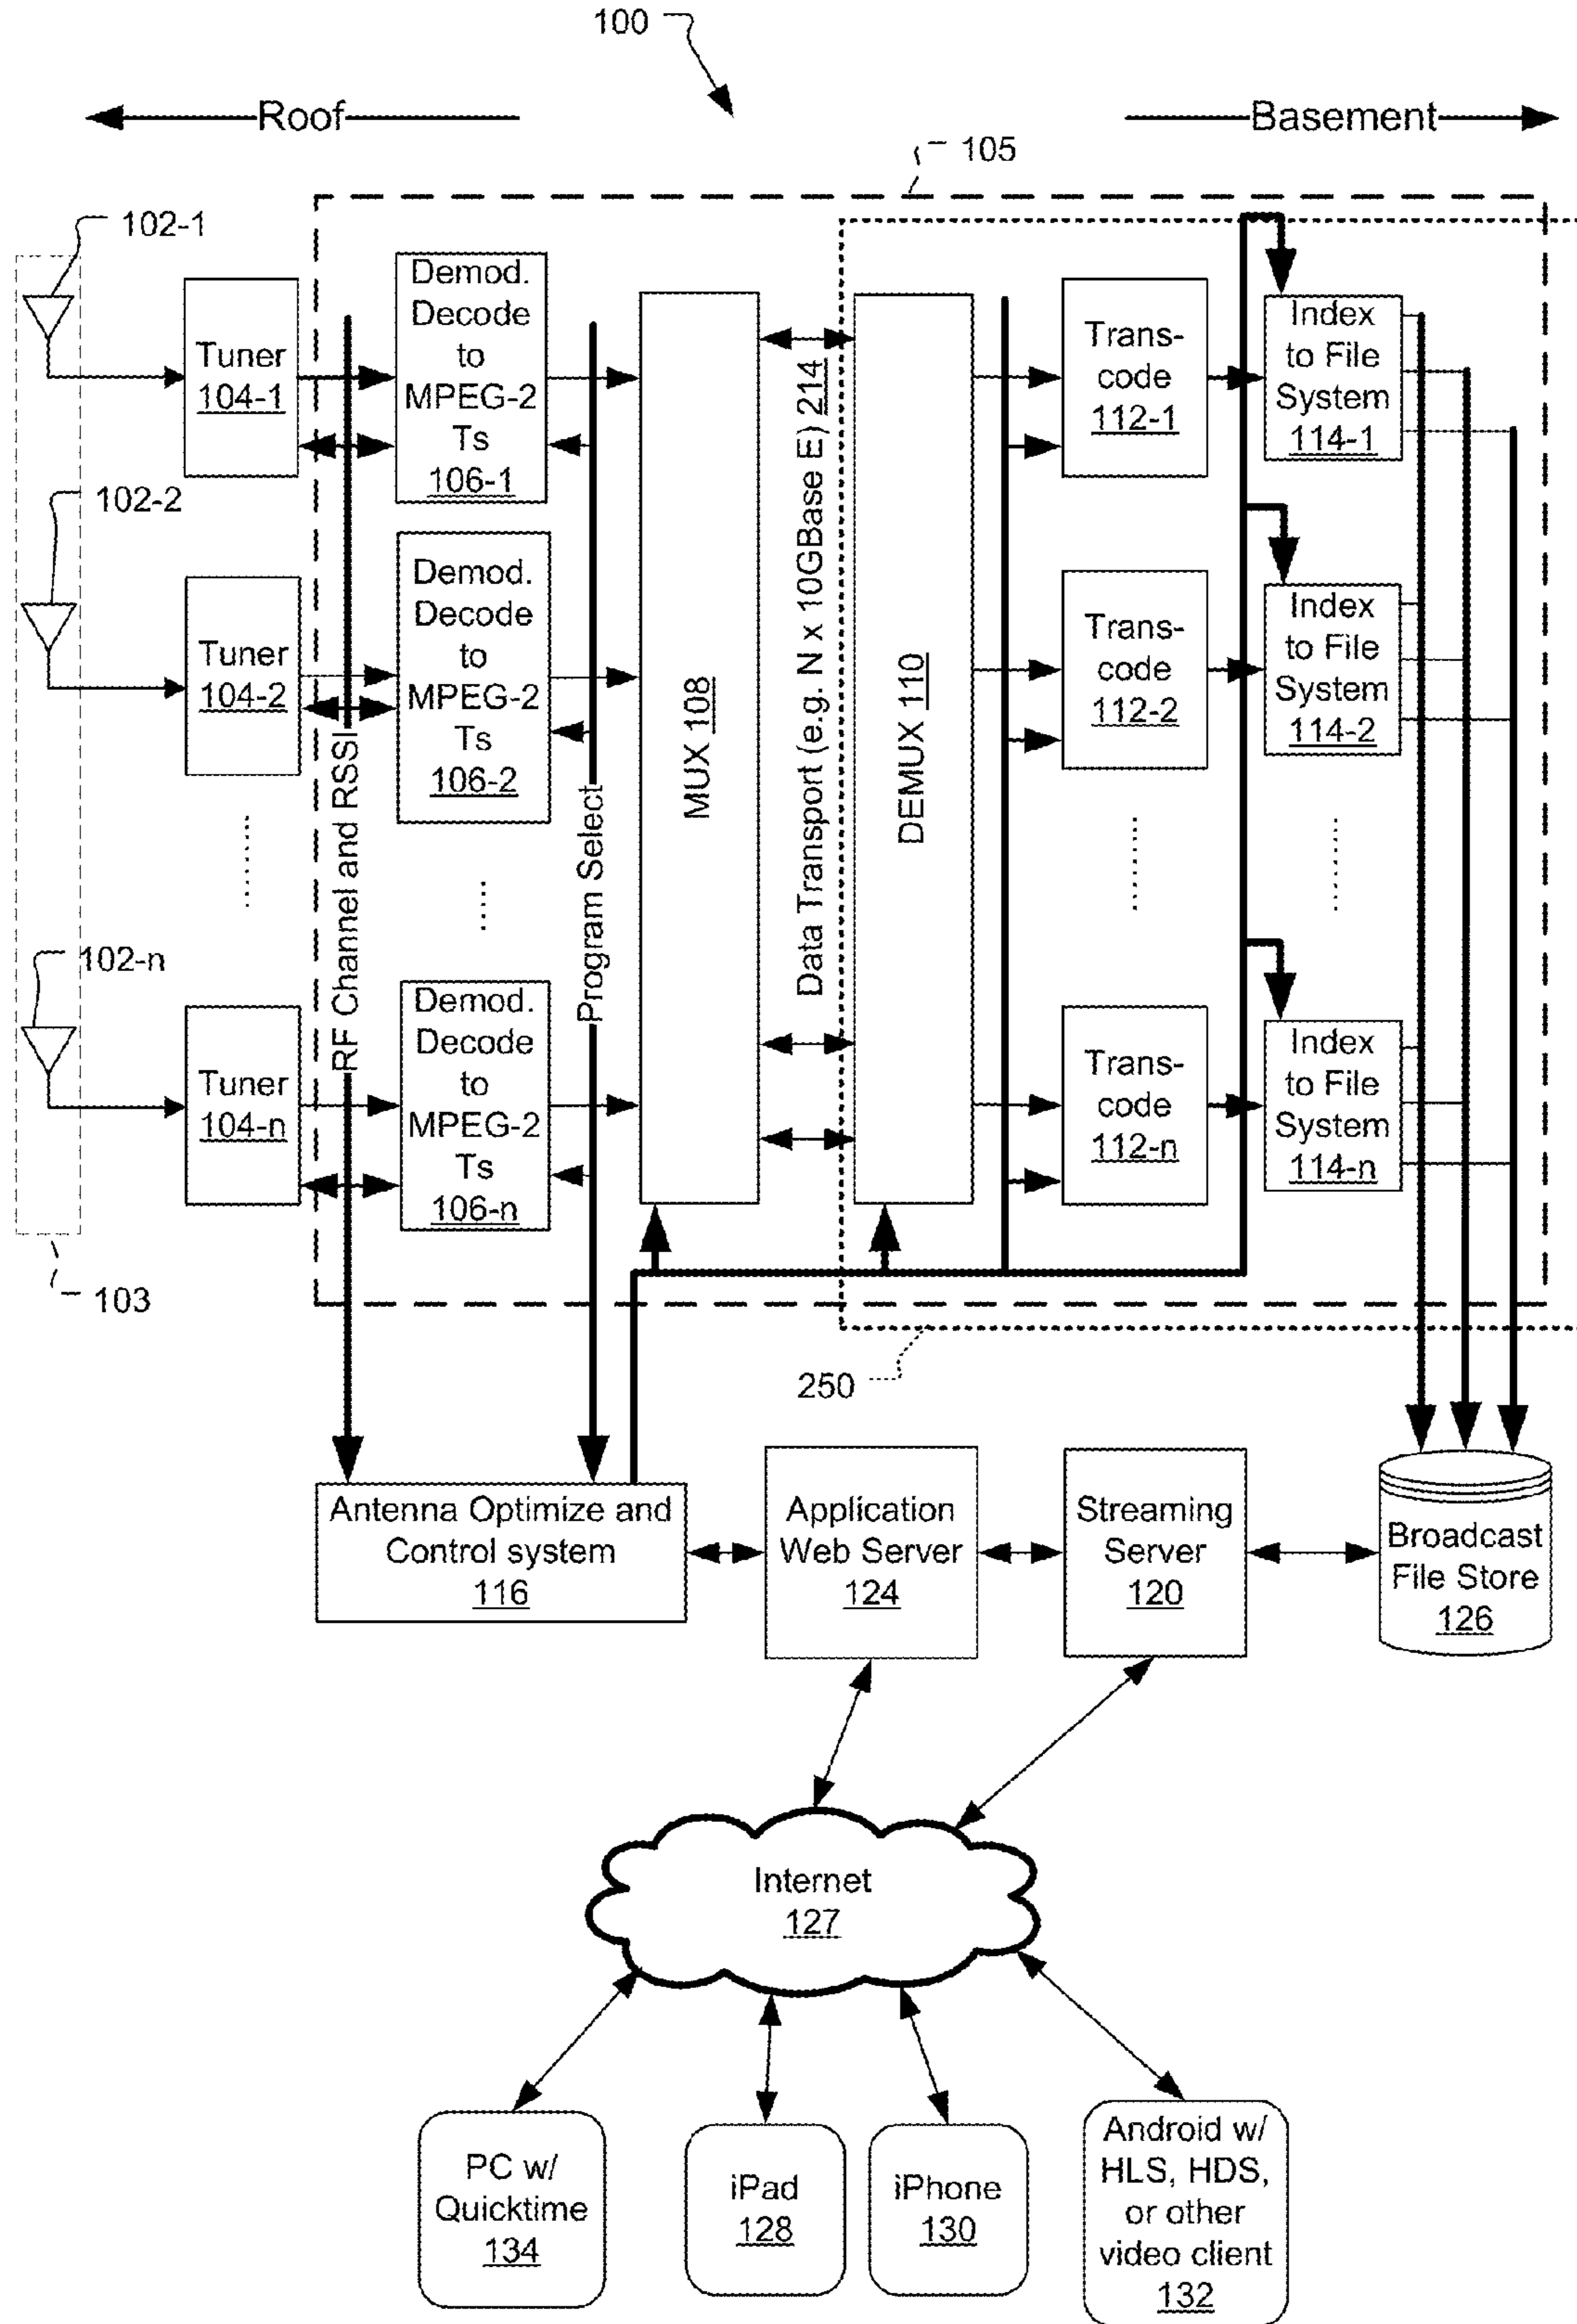 100
Roof
Basement
105
102-1
Tuner
104-1
Demod.
Decode
to
MPEG-2
Ts
106-1
Trans-
code
112-1
Index
to File
System
114-1
102-2
Tuner
104-2
Demod.
Decode
to
MPEG-2
Ts
106-2
Trans-
code
112-2
Index
to File
System
114-2
RF Channel and RSSI
Program Select
MUX 108
Data Transport (e.g. N x 10GBase E) 214
DEMUX 110
102-n
Tuner
104-n
Demod.
Decode
to
MPEG-2
Ts
106-n
Trans-
code
112-n
Index
to File
System
114-n
103
250
Antenna Optimize and
Control system
116
Application
Web Server
124
Streaming
Server
120
Broadcast
File Store
126
Internet
127
PC w/
Quicktime
134
iPad
128
iPhone
130
Android w/
HLS, HDS,
or other
video client
132